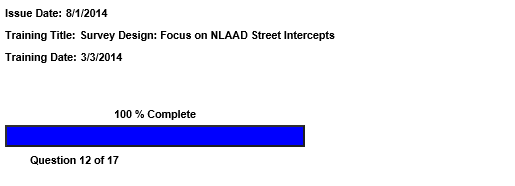 Issue Date: 8/1/2014
Training Title: Survey Design: Focus on NLAAD Street Intercepts
Training Date: 3/3/2014
100 % Complete
Question 12 of 17